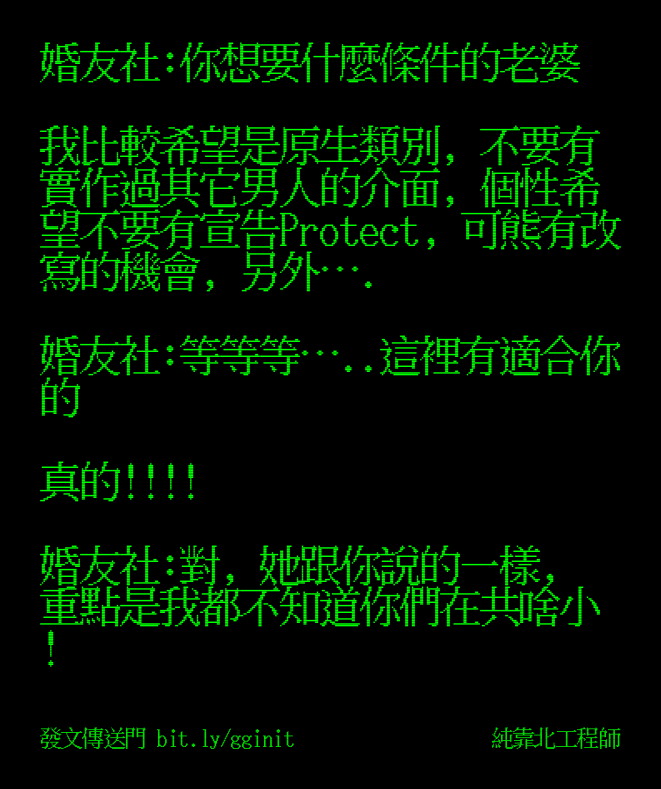 婚友社:你想要什麼條件的老婆
我比較希望是原生類別, 不要有
實作過其它男人的介面, 個性希
望不要有宣告Protect, 可熊有改
寫的機會, 另外….
婚友社:等等等…..這裡有適合你
的
真的!!!!
婚友社:對, 她跟你說的一樣,
重點是我都不知道你們在共啥小
!
發文傳送門 bit.ly/gginit
純靠北工程師